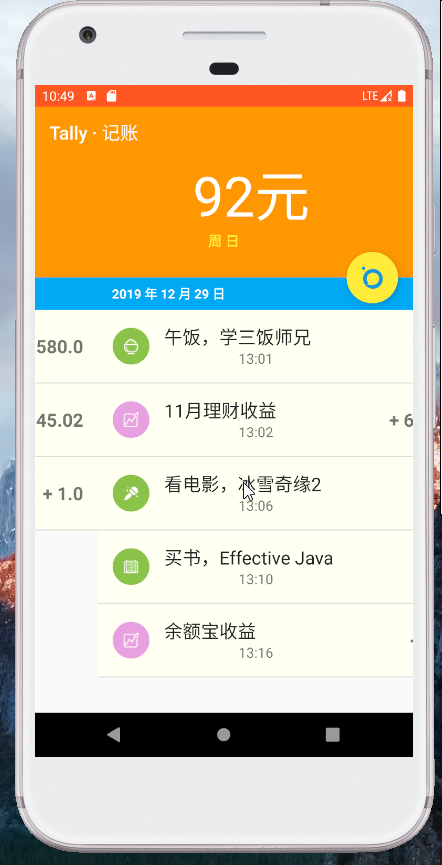 10:49 LTE
Tally · 记账
92元
周日
2019 年 12 月 29 日
580.0 午饭，学三饭师兄
13:01
45.02 11月理财收益 + 6
13:02
+ 1.0 看电影，冰雪奇缘2
13:06
买书，Effective Java
13:10
余额宝收益
13:16